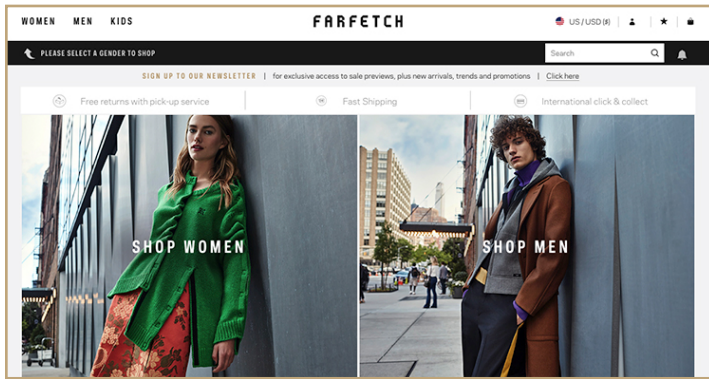 WOMEN MEN KIDS FARFETCH US / USD ($)
PLEASE SELECT A GENDER TO SHOP Search
SIGN UP TO OUR NEWSLETTER | for exclusive access to sale previews, plus new arrivals, trends and promotions | Click here
Free returns with pick-up service Fast Shipping International click & collect
SHOP WOMEN SHOP MEN